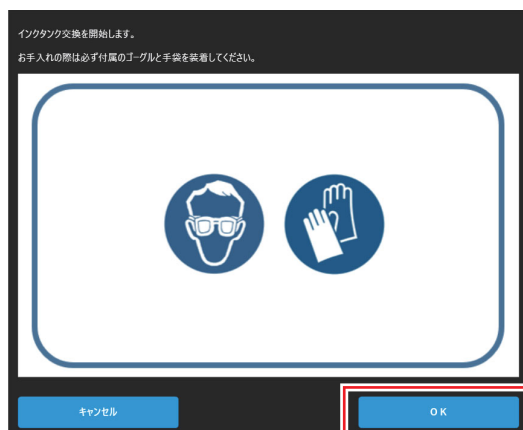 インクタンク交換を開始します。
お手入れの際は必ず付属のゴーグルと手袋を装着してください。
キャンセル
OK